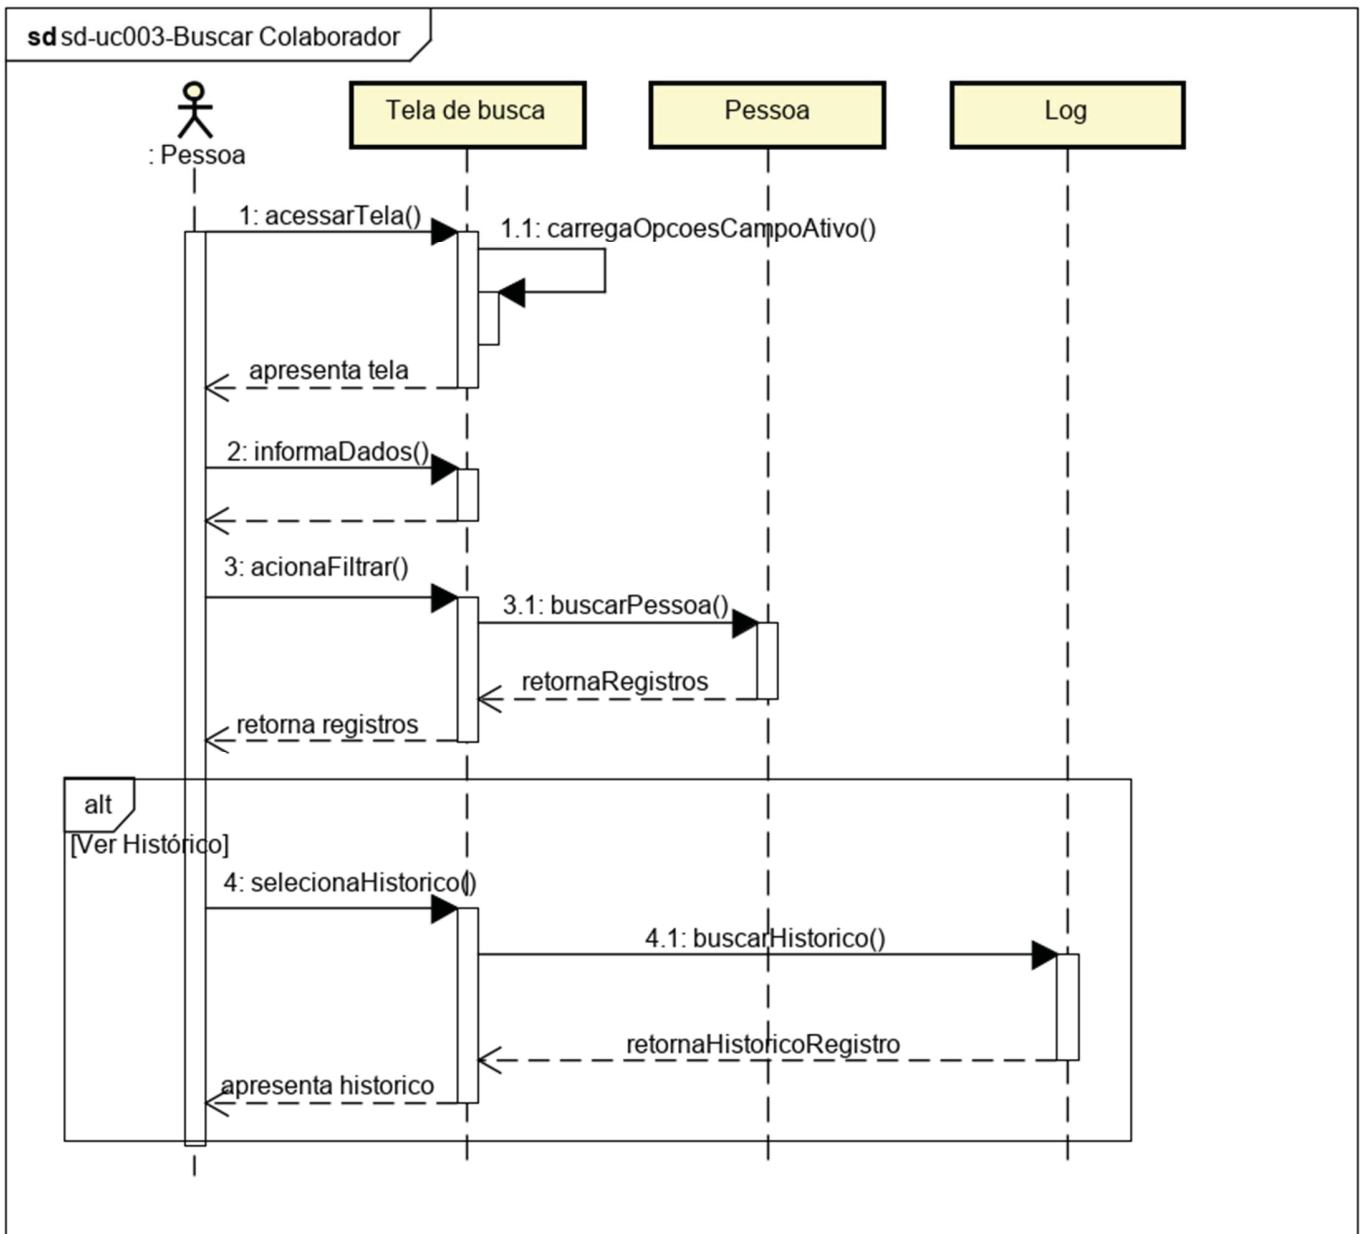 sd sd-uc003-Buscar Colaborador
: Pessoa
Tela de busca
Pessoa
Log
1: acessarTela()
1.1: carregaOpcoesCampoAtivo()
apresenta tela
2: informaDados()
3: acionaFiltrar()
3.1: buscarPessoa()
retornaRegistros
retorna registros
alt
[Ver Histórico]
4: selecionaHistorico()
4.1: buscarHistorico()
retornaHistoricoRegistro
apresenta historico